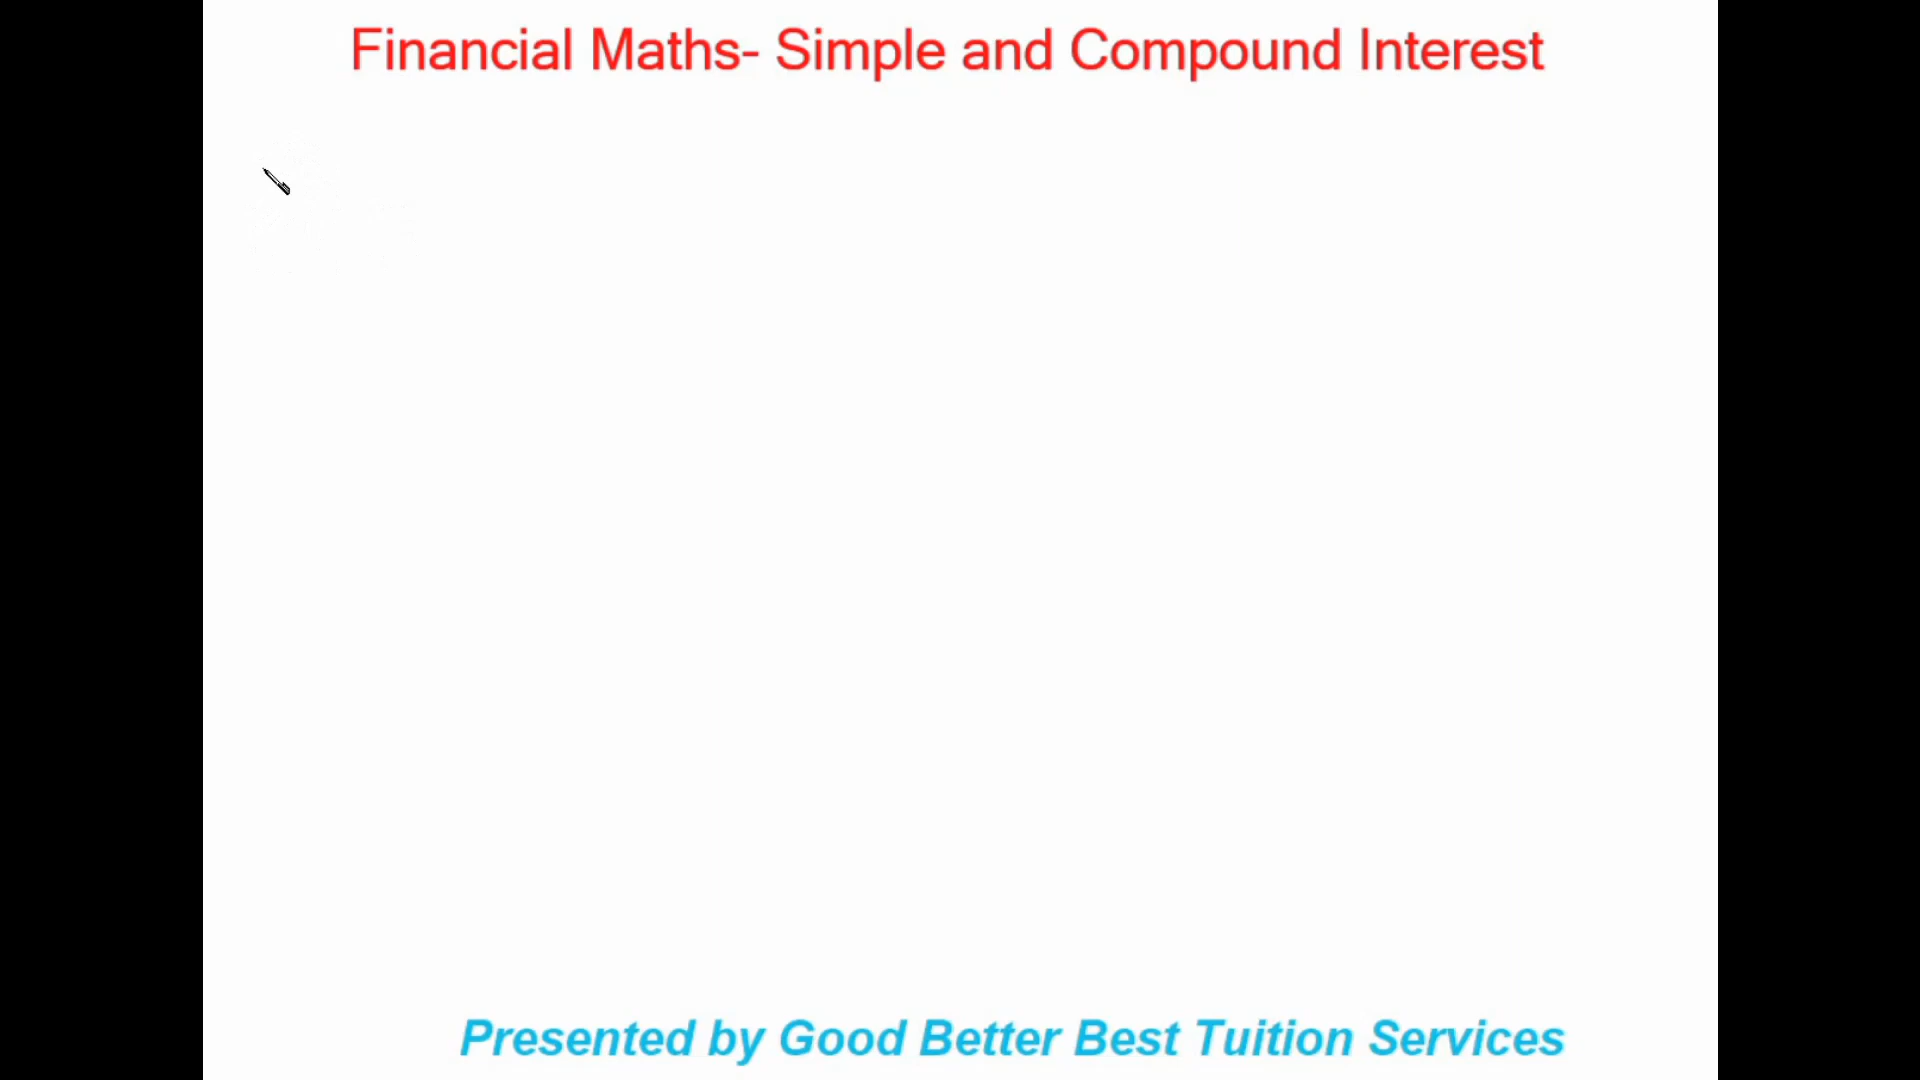 Financial Maths- Simple and Compound Interest
Presented by Good Better Best Tuition Services